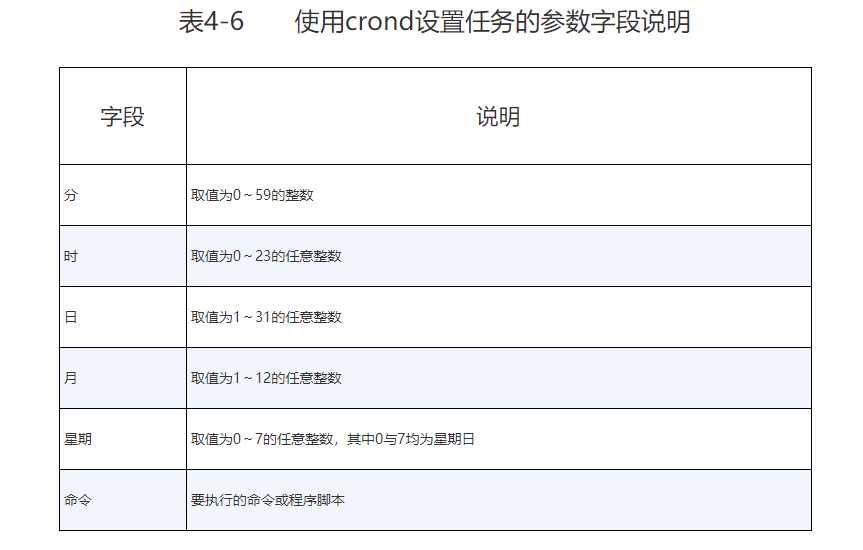 表4-6 使用crond设置任务的参数字段说明
字段 说明
分 取值为0～59的整数
时 取值为0～23的任意整数
日 取值为1～31的任意整数
月 取值为1～12的任意整数
星期 取值为0～7的任意整数，其中0与7均为星期日
命令 要执行的命令或程序脚本